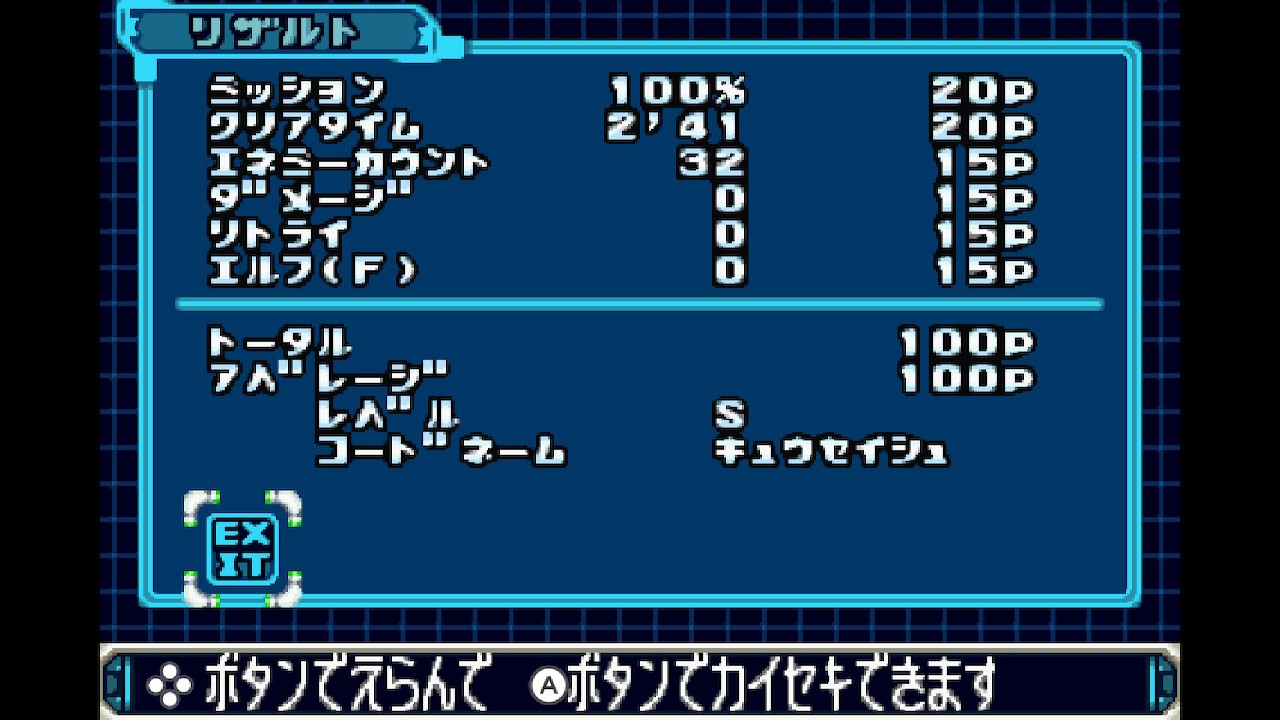 リザルト
ミッション 100% 20P
クリアタイム 2'41 20P
エネミーカウント 32 15P
ダメージ 0 15P
リトライ 0 15P
エルフ(F) 0 15P
トータル 100P
アベレージ 100P
レベル S
コードネーム キュウセイシュ
EX
IT
ボタンでえらんで Ⓐボタンでカイセキできます